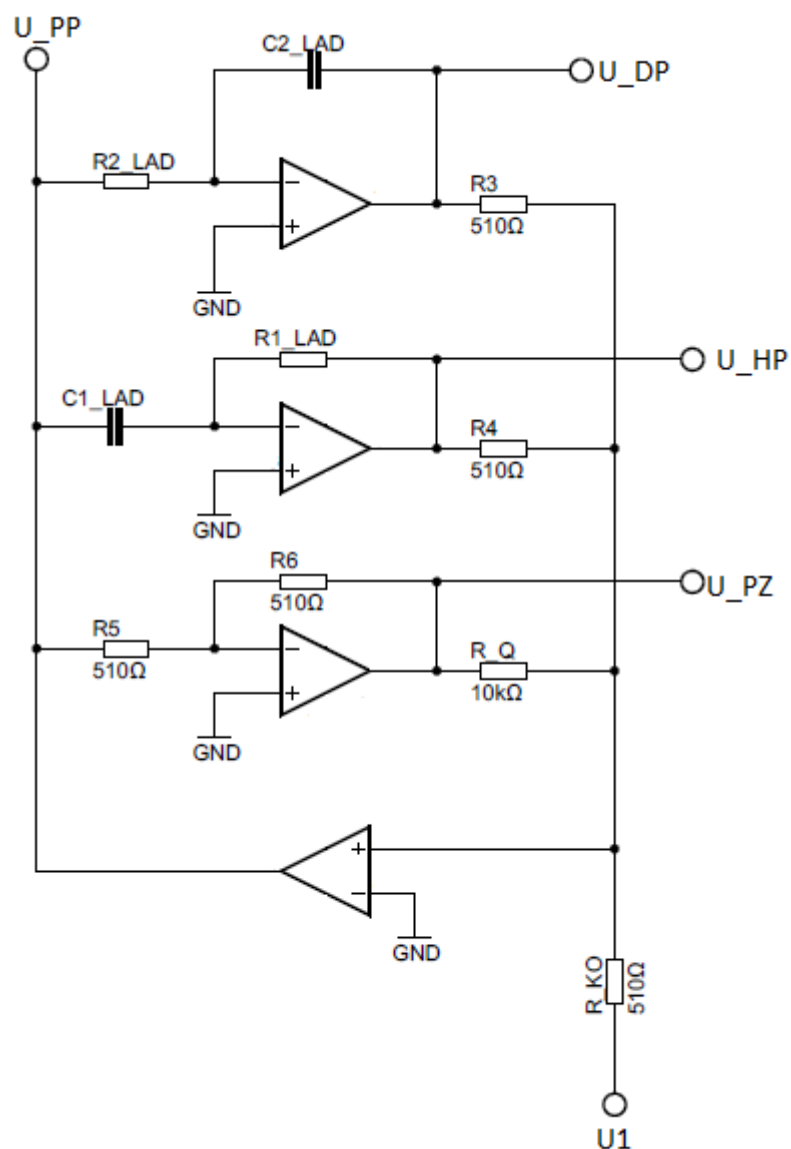 U_PP
C2_LAD
U_DP
R2_LAD
−
+
R3
510Ω
GND
R1_LAD
U_HP
C1_LAD
−
+
R4
510Ω
GND
R6
510Ω
U_PZ
R5
510Ω
−
+
R_Q
10kΩ
GND
+
−
GND
R_KO
510Ω
U1